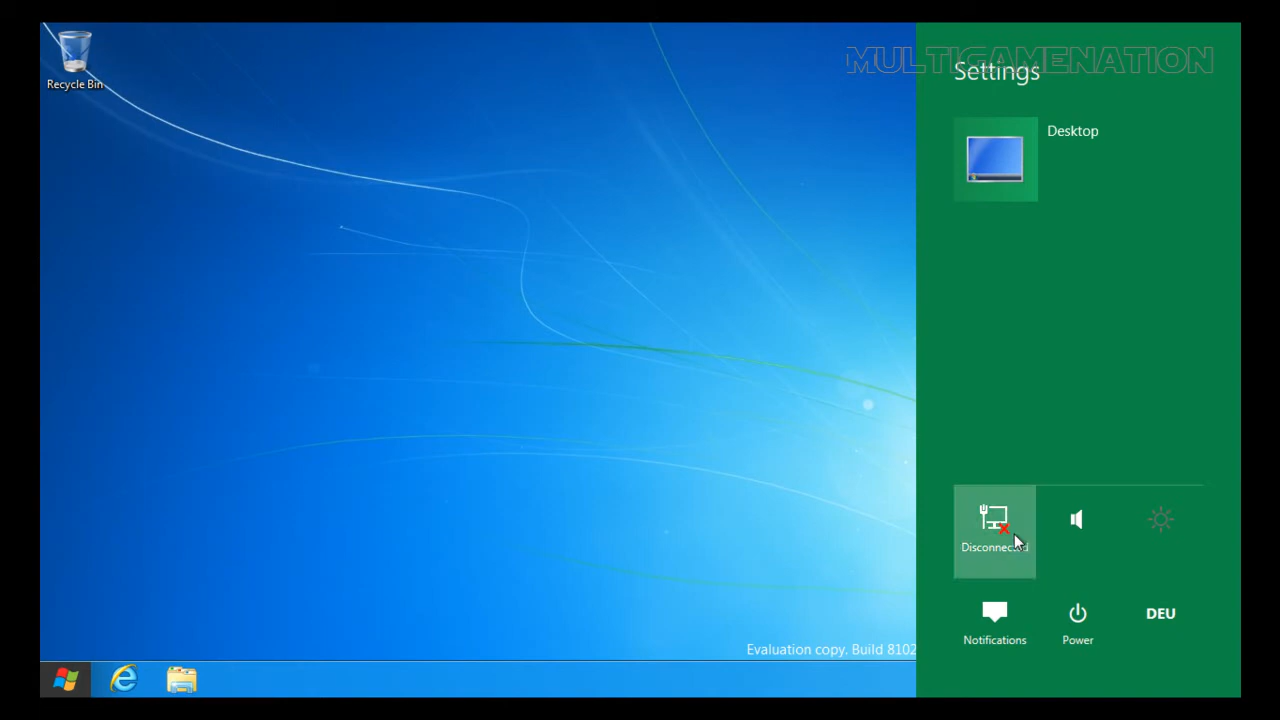 MULTIGAMENATION
Settings
Recycle Bin
Desktop
Disconnected
Notifications
Power
DEU
Evaluation copy. Build 8102